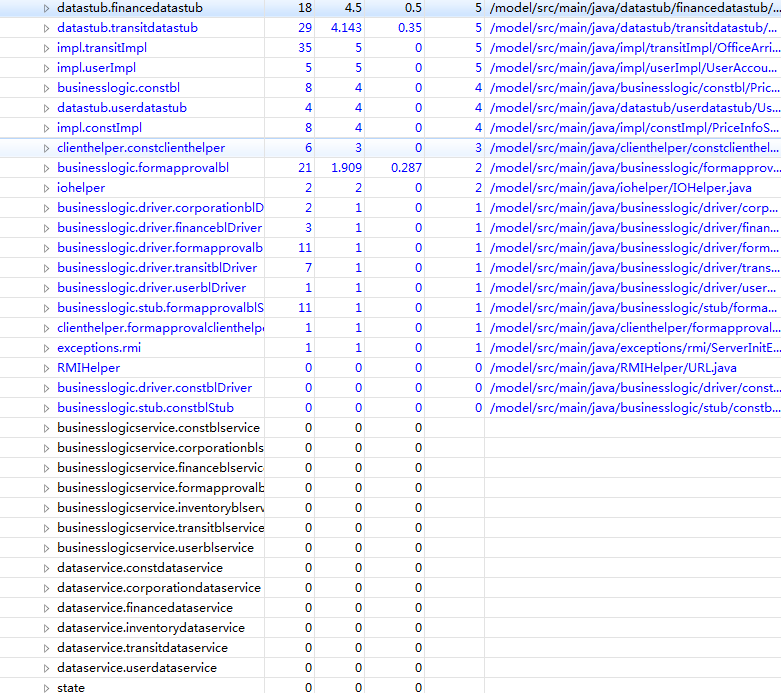 datastub.financedatastub 18 4.5 0.5 5 /model/src/main/java/datastub/financedatastub/...
datastub.transitdatastub 29 4.143 0.35 5 /model/src/main/java/datastub/transitdatastub/...
impl.transitImpl 35 5 0 5 /model/src/main/java/impl/transitImpl/OfficeArri...
impl.userImpl 5 5 0 5 /model/src/main/java/impl/userImpl/UserAccou...
businesslogic.constbl 8 4 0 4 /model/src/main/java/businesslogic/constbl/Pric...
datastub.userdatastub 4 4 0 4 /model/src/main/java/datastub/userdatastub/Us...
impl.constImpl 8 4 0 4 /model/src/main/java/impl/constImpl/PriceInfoS...
clienthelper.constclienthelper 6 3 0 3 /model/src/main/java/clienthelper/constclienthel...
businesslogic.formapprovalbl 21 1.909 0.287 2 /model/src/main/java/businesslogic/formapprov...
iohelper 2 2 0 2 /model/src/main/java/iohelper/IOHelper.java
businesslogic.driver.corporationblD 2 1 0 1 /model/src/main/java/businesslogic/driver/corp...
businesslogic.driver.financeblDriver 3 1 0 1 /model/src/main/java/businesslogic/driver/finan...
businesslogic.driver.formapprovalb 11 1 0 1 /model/src/main/java/businesslogic/driver/form...
businesslogic.driver.transitblDriver 7 1 0 1 /model/src/main/java/businesslogic/driver/trans...
businesslogic.driver.userblDriver 1 1 0 1 /model/src/main/java/businesslogic/driver/user...
businesslogic.stub.formapprovalblS 11 1 0 1 /model/src/main/java/businesslogic/stub/forma...
clienthelper.formapprovalclienthelpe 1 1 0 1 /model/src/main/java/clienthelper/formapproval...
exceptions.rmi 1 1 0 1 /model/src/main/java/exceptions/rmi/ServerInitE...
RMIHelper 0 0 0 0 /model/src/main/java/RMIHelper/URL.java
businesslogic.driver.constblDriver 0 0 0 0 /model/src/main/java/businesslogic/driver/const...
businesslogic.stub.constblStub 0 0 0 0 /model/src/main/java/businesslogic/stub/constb...
businesslogicservice.constblservice 0 0 0
businesslogicservice.corporationbls 0 0 0
businesslogicservice.financeblservic 0 0 0
businesslogicservice.formapprovalb 0 0 0
businesslogicservice.inventoryblserv 0 0 0
businesslogicservice.transitblservice 0 0 0
businesslogicservice.userblservice 0 0 0
dataservice.constdataservice 0 0 0
dataservice.corporationdataservice 0 0 0
dataservice.financedataservice 0 0 0
dataservice.inventorydataservice 0 0 0
dataservice.transitdataservice 0 0 0
dataservice.userdataservice 0 0 0
state 0 0 0